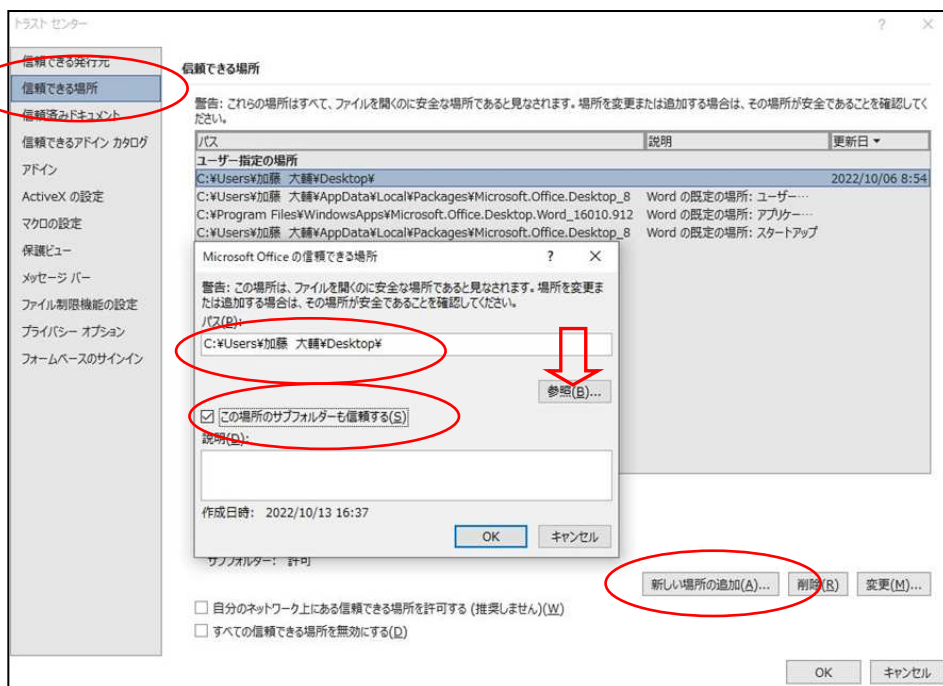 トラスト センター
信頼できる発行元
信頼できる場所
信頼済みドキュメント
信頼できるアドイン カタログ
アドイン
ActiveX の設定
マクロの設定
保護ビュー
メッセージ バー
ファイル制限機能の設定
プライバシー オプション
フォームベースのサインイン
信頼できる場所
警告: これらの場所はすべて、ファイルを開くのに安全な場所であると見なされます。場所を変更または追加する場合は、その場所が安全であることを確認してく
ださい。
パス 説明 更新日
ユーザー指定の場所
C:¥Users¥加藤 大輔¥Desktop¥ 2022/10/06 8:54
C:¥Users¥加藤 大輔¥AppData¥Local¥Packages¥Microsoft.Office.Desktop_8 Word の既定の場所: ユーザー…
C:¥Program Files¥WindowsApps¥Microsoft.Office.Desktop.Word_16010.912 Word の既定の場所: アプリケー…
C:¥Users¥加藤 大輔¥AppData¥Local¥Packages¥Microsoft.Office.Desktop_8 Word の既定の場所: スタートアップ
Microsoft Office の信頼できる場所
警告: この場所は、ファイルを開くのに安全な場所であると見なされます。場所を変更ま
たは追加する場合は、その場所が安全であることを確認してください。
パス(P):
C:¥Users¥加藤 大輔¥Desktop¥
参照(B)...
この場所のサブフォルダーも信頼する(S)
説明(D):
作成日時: 2022/10/13 16:37
OK キャンセル
サブフォルダー: 許可
新しい場所の追加(A)... 削除(R) 変更(M)...
自分のネットワーク上にある信頼できる場所を許可する (推奨しません)(W)
すべての信頼できる場所を無効にする(D)
OK キャンセル